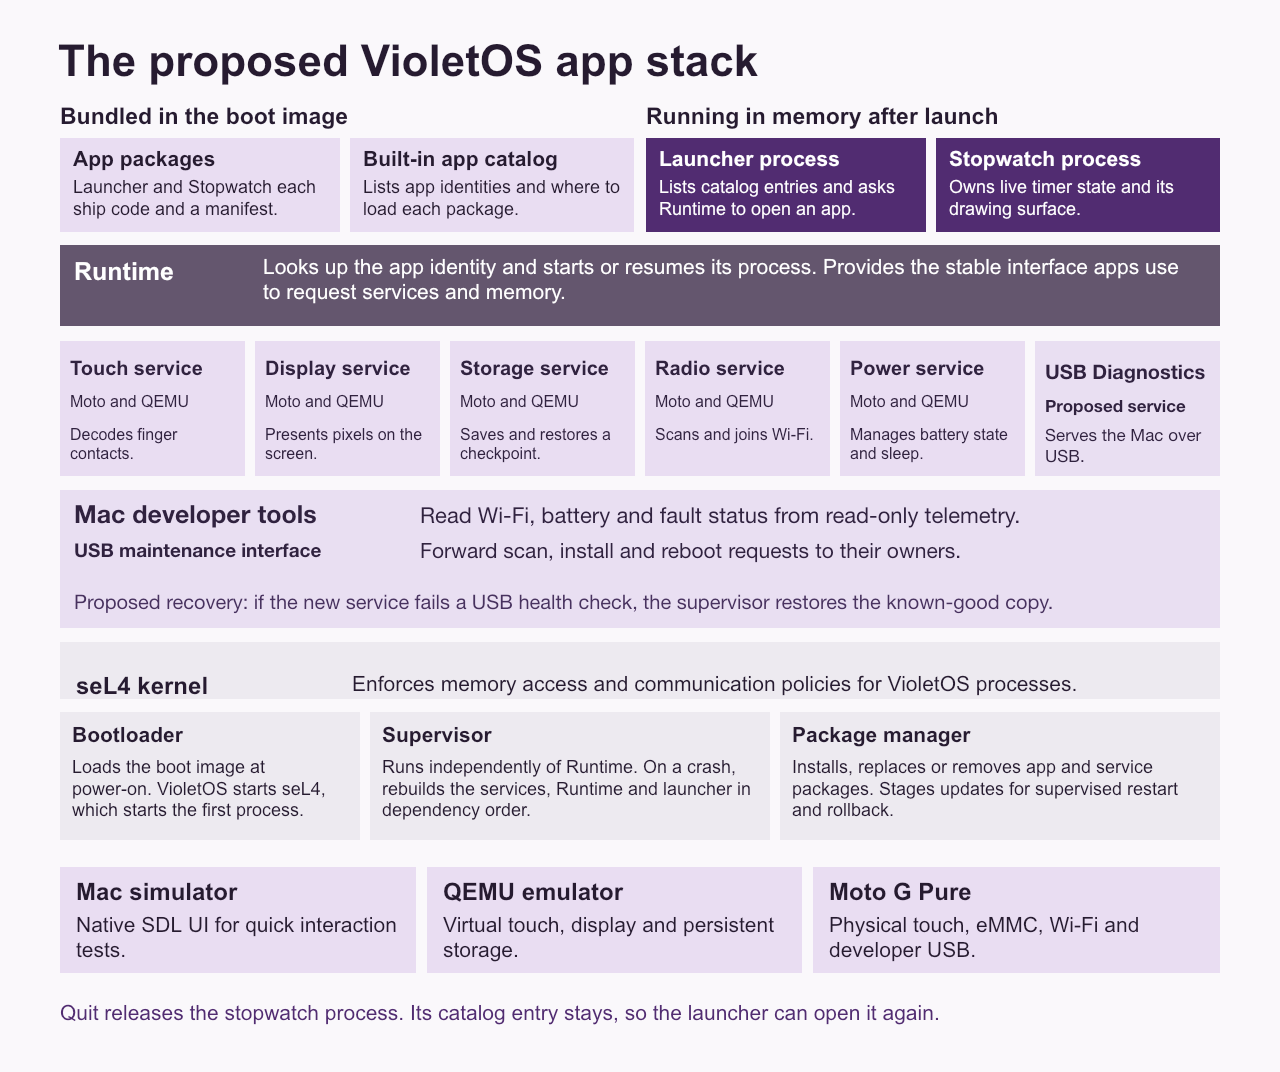 The proposed VioletOS app stack
Bundled in the boot image
Running in memory after launch
App packages
Launcher and Stopwatch each
ship code and a manifest.
Built-in app catalog
Lists app identities and where to
load each package.
Launcher process
Lists catalog entries and asks
Runtime to open an app.
Stopwatch process
Owns live timer state and its
drawing surface.
Runtime
Looks up the app identity and starts or resumes its process. Provides the stable interface apps use
to request services and memory.
Touch service
Moto and QEMU
Decodes finger
contacts.
Display service
Moto and QEMU
Presents pixels on the
screen.
Storage service
Moto and QEMU
Saves and restores a
checkpoint.
Radio service
Moto and QEMU
Scans and joins Wi-Fi.
Power service
Moto and QEMU
Manages battery state
and sleep.
USB Diagnostics
Proposed service
Serves the Mac over
USB.
Mac developer tools
Read Wi-Fi, battery and fault status from read-only telemetry.
USB maintenance interface
Forward scan, install and reboot requests to their owners.
Proposed recovery: if the new service fails a USB health check, the supervisor restores the known-good copy.
seL4 kernel
Enforces memory access and communication policies for VioletOS processes.
Bootloader
Loads the boot image at
power-on. VioletOS starts seL4,
which starts the first process.
Supervisor
Runs independently of Runtime. On a crash,
rebuilds the services, Runtime and launcher in
dependency order.
Package manager
Installs, replaces or removes app and service
packages. Stages updates for supervised restart
and rollback.
Mac simulator
Native SDL UI for quick interaction
tests.
QEMU emulator
Virtual touch, display and persistent
storage.
Moto G Pure
Physical touch, eMMC, Wi-Fi and
developer USB.
Quit releases the stopwatch process. Its catalog entry stays, so the launcher can open it again.